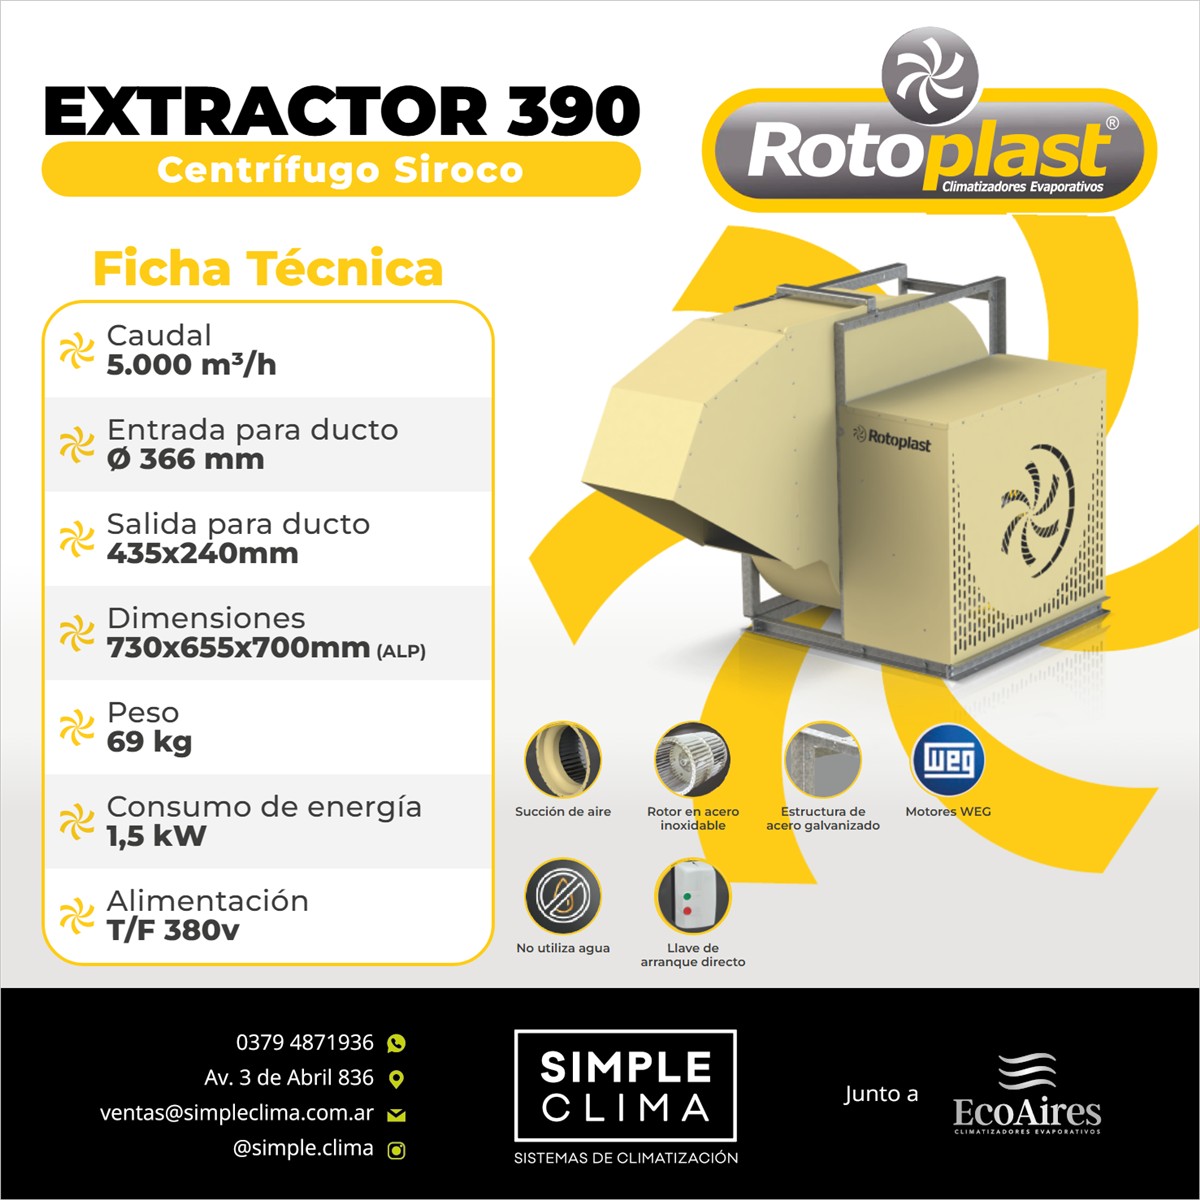 EXTRACTOR 390
Centrífugo Siroco
Rotoplast®
Climatizadores Evaporativos
Ficha Técnica
Caudal
5.000 m³/h
Entrada para ducto
Ø 366 mm
Salida para ducto
435x240mm
Dimensiones
730x655x700mm (ALP)
Peso
69 kg
Consumo de energía
1,5 kW
Alimentación
T/F 380v
Rotoplast
Succión de aire
Rotor en acero
inoxidable
Estructura de
acero galvanizado
weg
Motores WEG
No utiliza agua
Llave de
arranque directo
0379 4871936
Av. 3 de Abril 836
ventas@simpleclima.com.ar
@simple.clima
SIMPLE
CLIMA
SISTEMAS DE CLIMATIZACIÓN
Junto a
EcoAires
CLIMATIZADORES EVAPORATIVOS